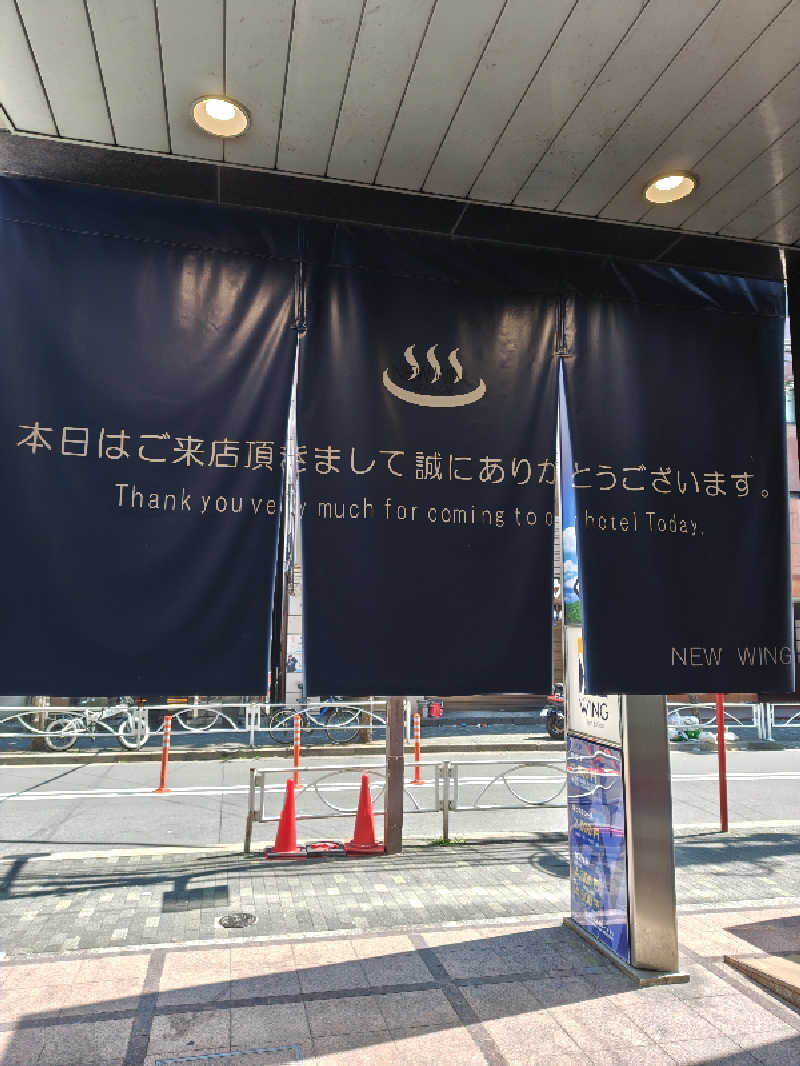 本日はご来店頂きまして 誠にありがとうございます。
Thank you very much for coming to our hotel Today.
NEW WING
WING